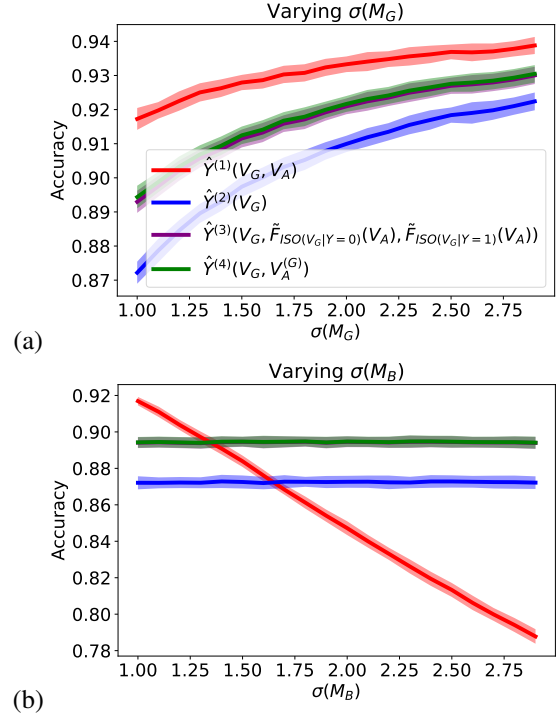 Varying σ(M_G)
0.94
0.93
0.92
0.91
0.90
0.89
0.88
0.87
Accuracy
Ŷ^(1)(V_G, V_A)
Ŷ^(2)(V_G)
Ŷ^(3)(V_G, F̃_ISO(V_G|Y=0)(V_A), F̃_ISO(V_G|Y=1)(V_A))
Ŷ^(4)(V_G, V_A^(G))
1.00 1.25 1.50 1.75 2.00 2.25 2.50 2.75
σ(M_G)
(a)
Varying σ(M_B)
0.92
0.90
0.88
0.86
0.84
0.82
0.80
0.78
Accuracy
1.00 1.25 1.50 1.75 2.00 2.25 2.50 2.75
σ(M_B)
(b)